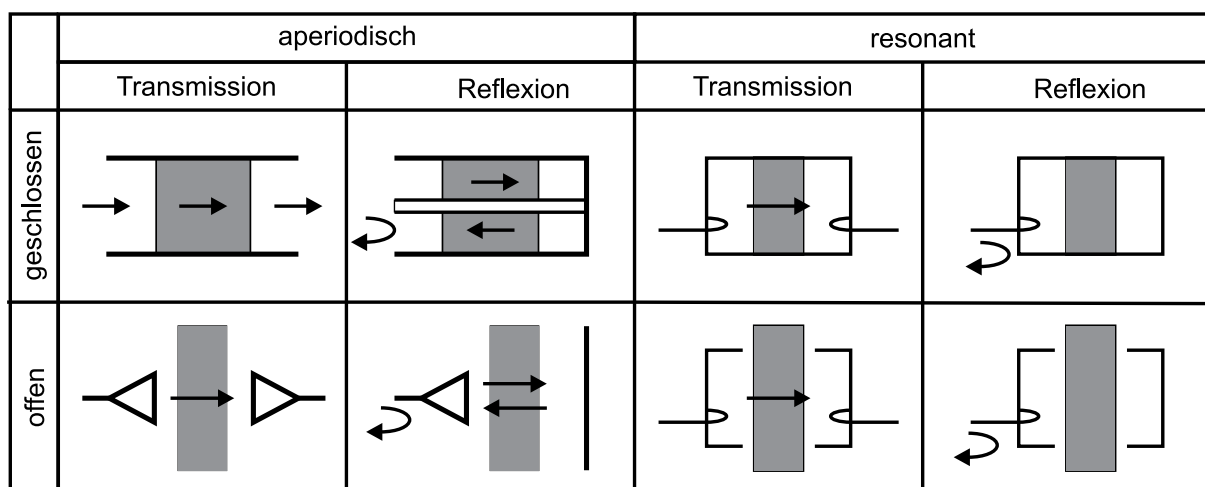 aperiodisch
resonant
Transmission
Reflexion
Transmission
Reflexion
geschlossen
offen